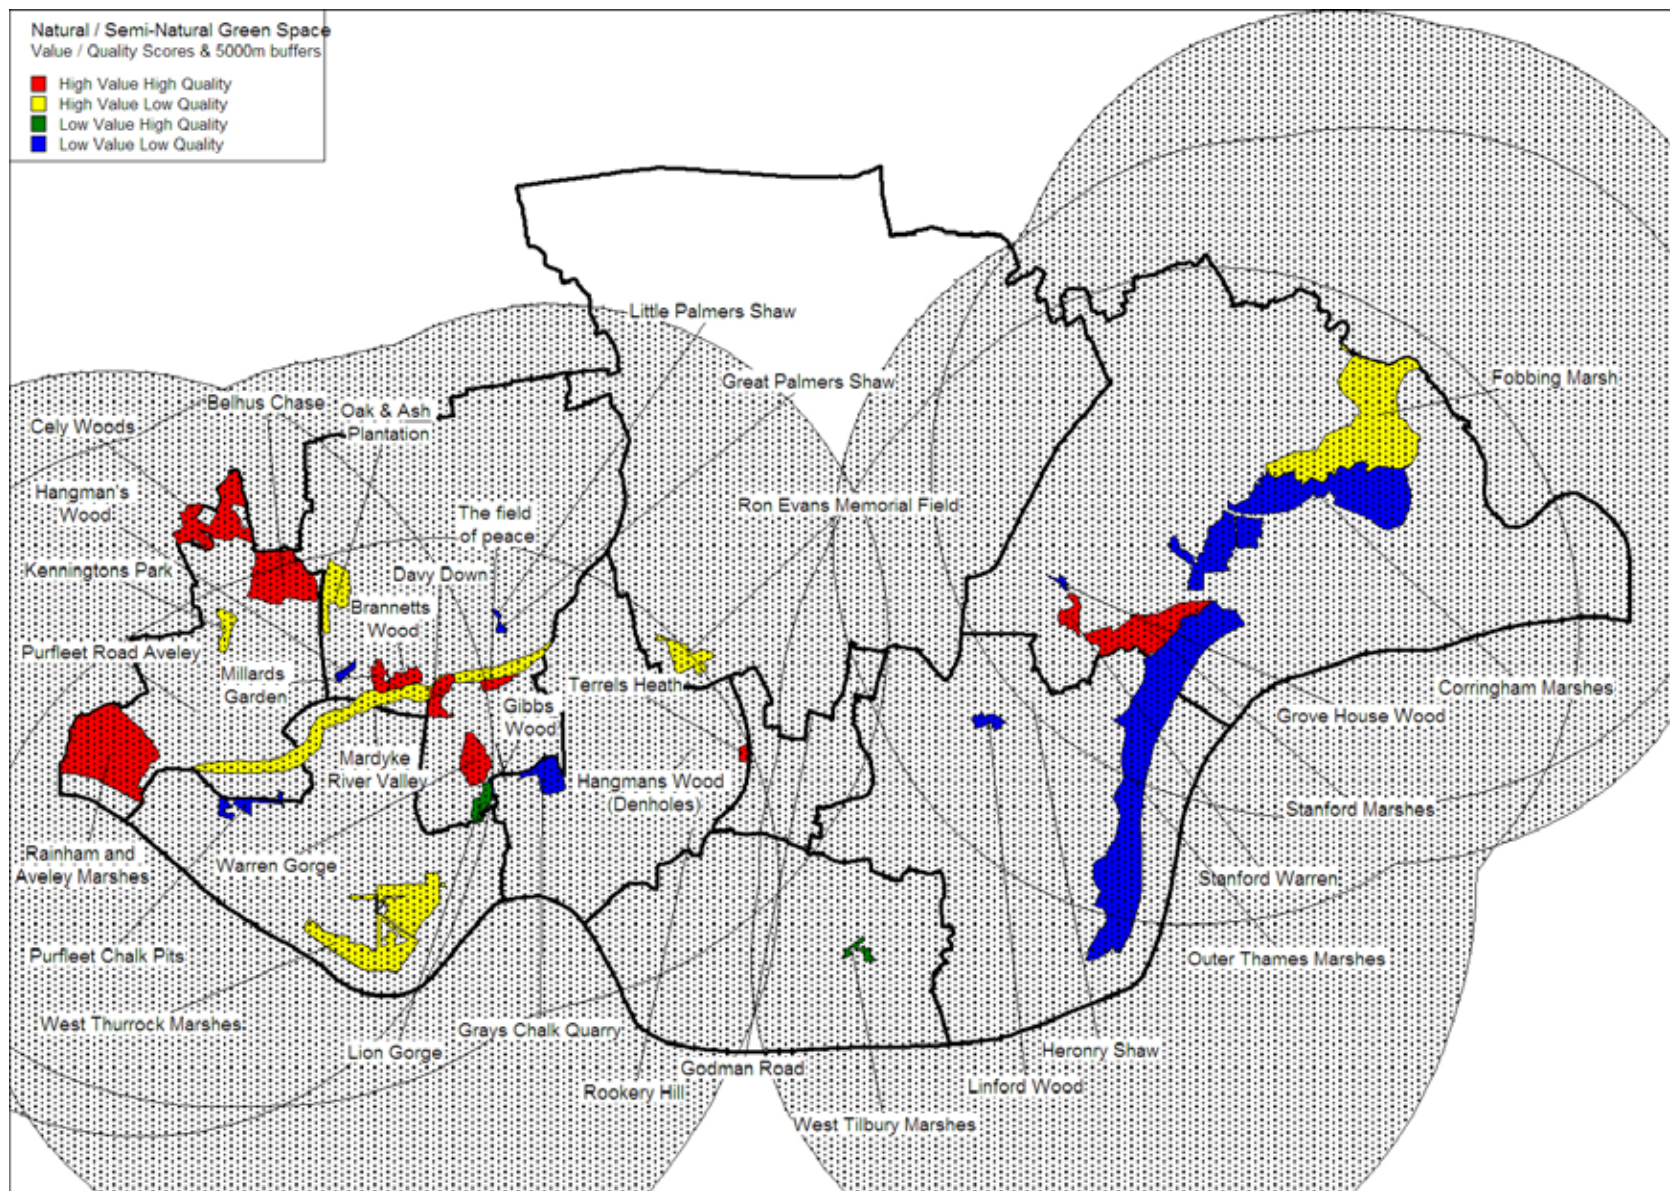 Natural / Semi-Natural Green Space
Value / Quality Scores & 5000m buffers
High Value High Quality
High Value Low Quality
Low Value High Quality
Low Value Low Quality
Little Palmers Shaw
Great Palmers Shaw
Fobbing Marsh
Belhus Chase
Oak & Ash
Plantation
Cely Woods
Hangman's
Wood
The field
of peace
Ron Evans Memorial Field
Kenningtons Park
Davy Down
Brannetts
Wood
Purfleet Road Aveley
Millards
Garden
Terrels Heath
Gibbs
Wood
Corringham Marshes
Grove House Wood
Mardyke
River Valley
Hangmans Wood
(Denholes)
Stanford Marshes
Rainham and
Aveley Marshes
Warren Gorge
Stanford Warren
Purfleet Chalk Pits
Outer Thames Marshes
West Thurrock Marshes
Grays Chalk Quarry
Lion Gorge
Heronry Shaw
Godman Road
Rookery Hill
Linford Wood
West Tilbury Marshes